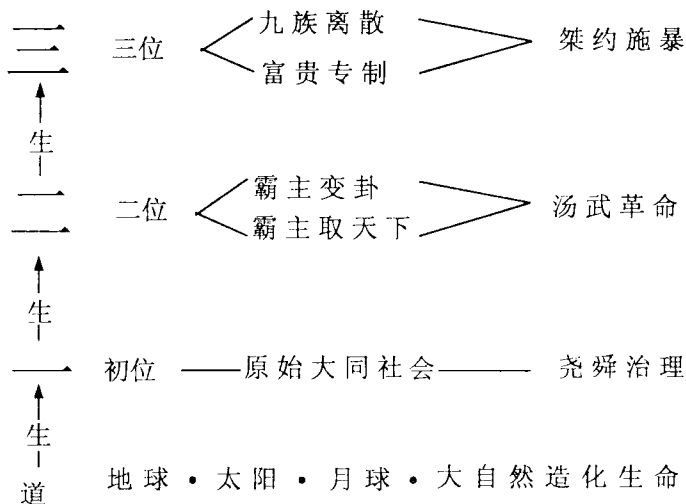 九族离散
三 三位 桀约施暴
富贵专制
生
霸主变卦
二 二位 汤武革命
霸主取天下
生
一 初位 原始大同社会 尧舜治理
生
道 地球·太阳·月球·大自然造化生命